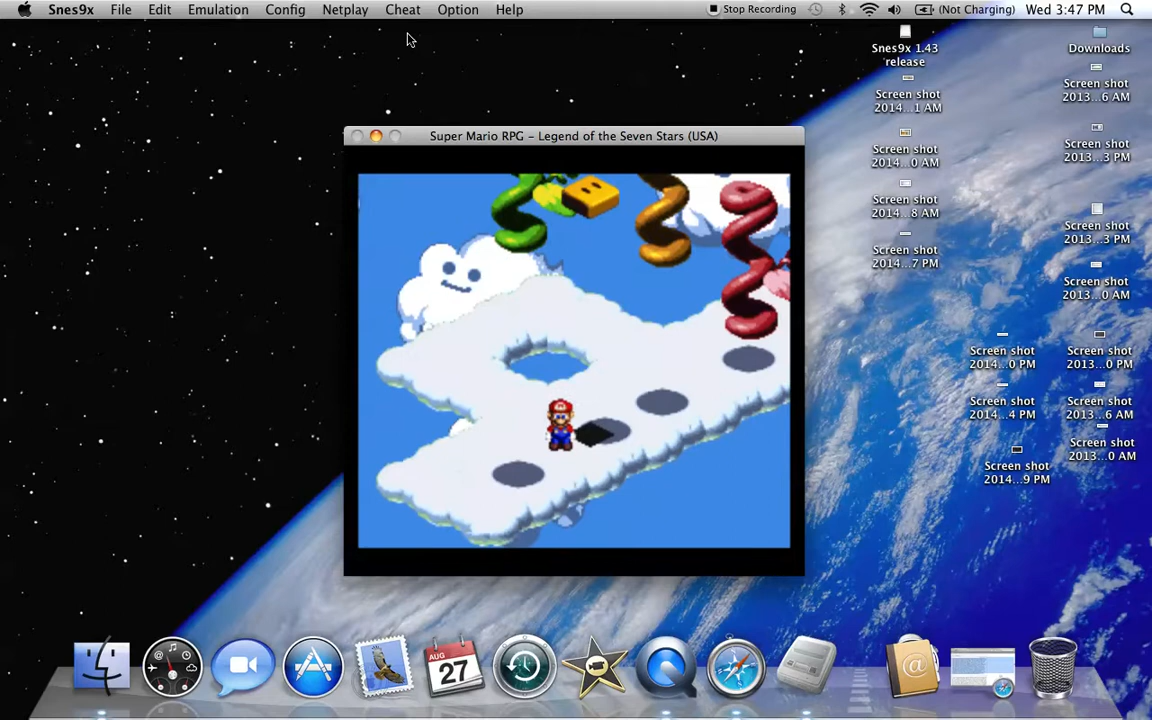 Snes9x File Edit Emulation Config Netplay Cheat Option Help Stop Recording (Not Charging) Wed 3:47 PM
Super Mario RPG – Legend of the Seven Stars (USA)
Snes9x 1.43
release
Screen shot
2014...1 AM
Screen shot
2014...0 AM
Screen shot
2014...8 AM
Screen shot
2014...7 PM
Downloads
Screen shot
2013...6 AM
Screen shot
2013...3 PM
Screen shot
2013...3 PM
Screen shot
2013...0 AM
Screen shot
2014...0 PM
Screen shot
2013...0 PM
Screen shot
2014...4 PM
Screen shot
2013...6 AM
Screen shot
2014...9 PM
Screen shot
2013...0 AM
AUG
27